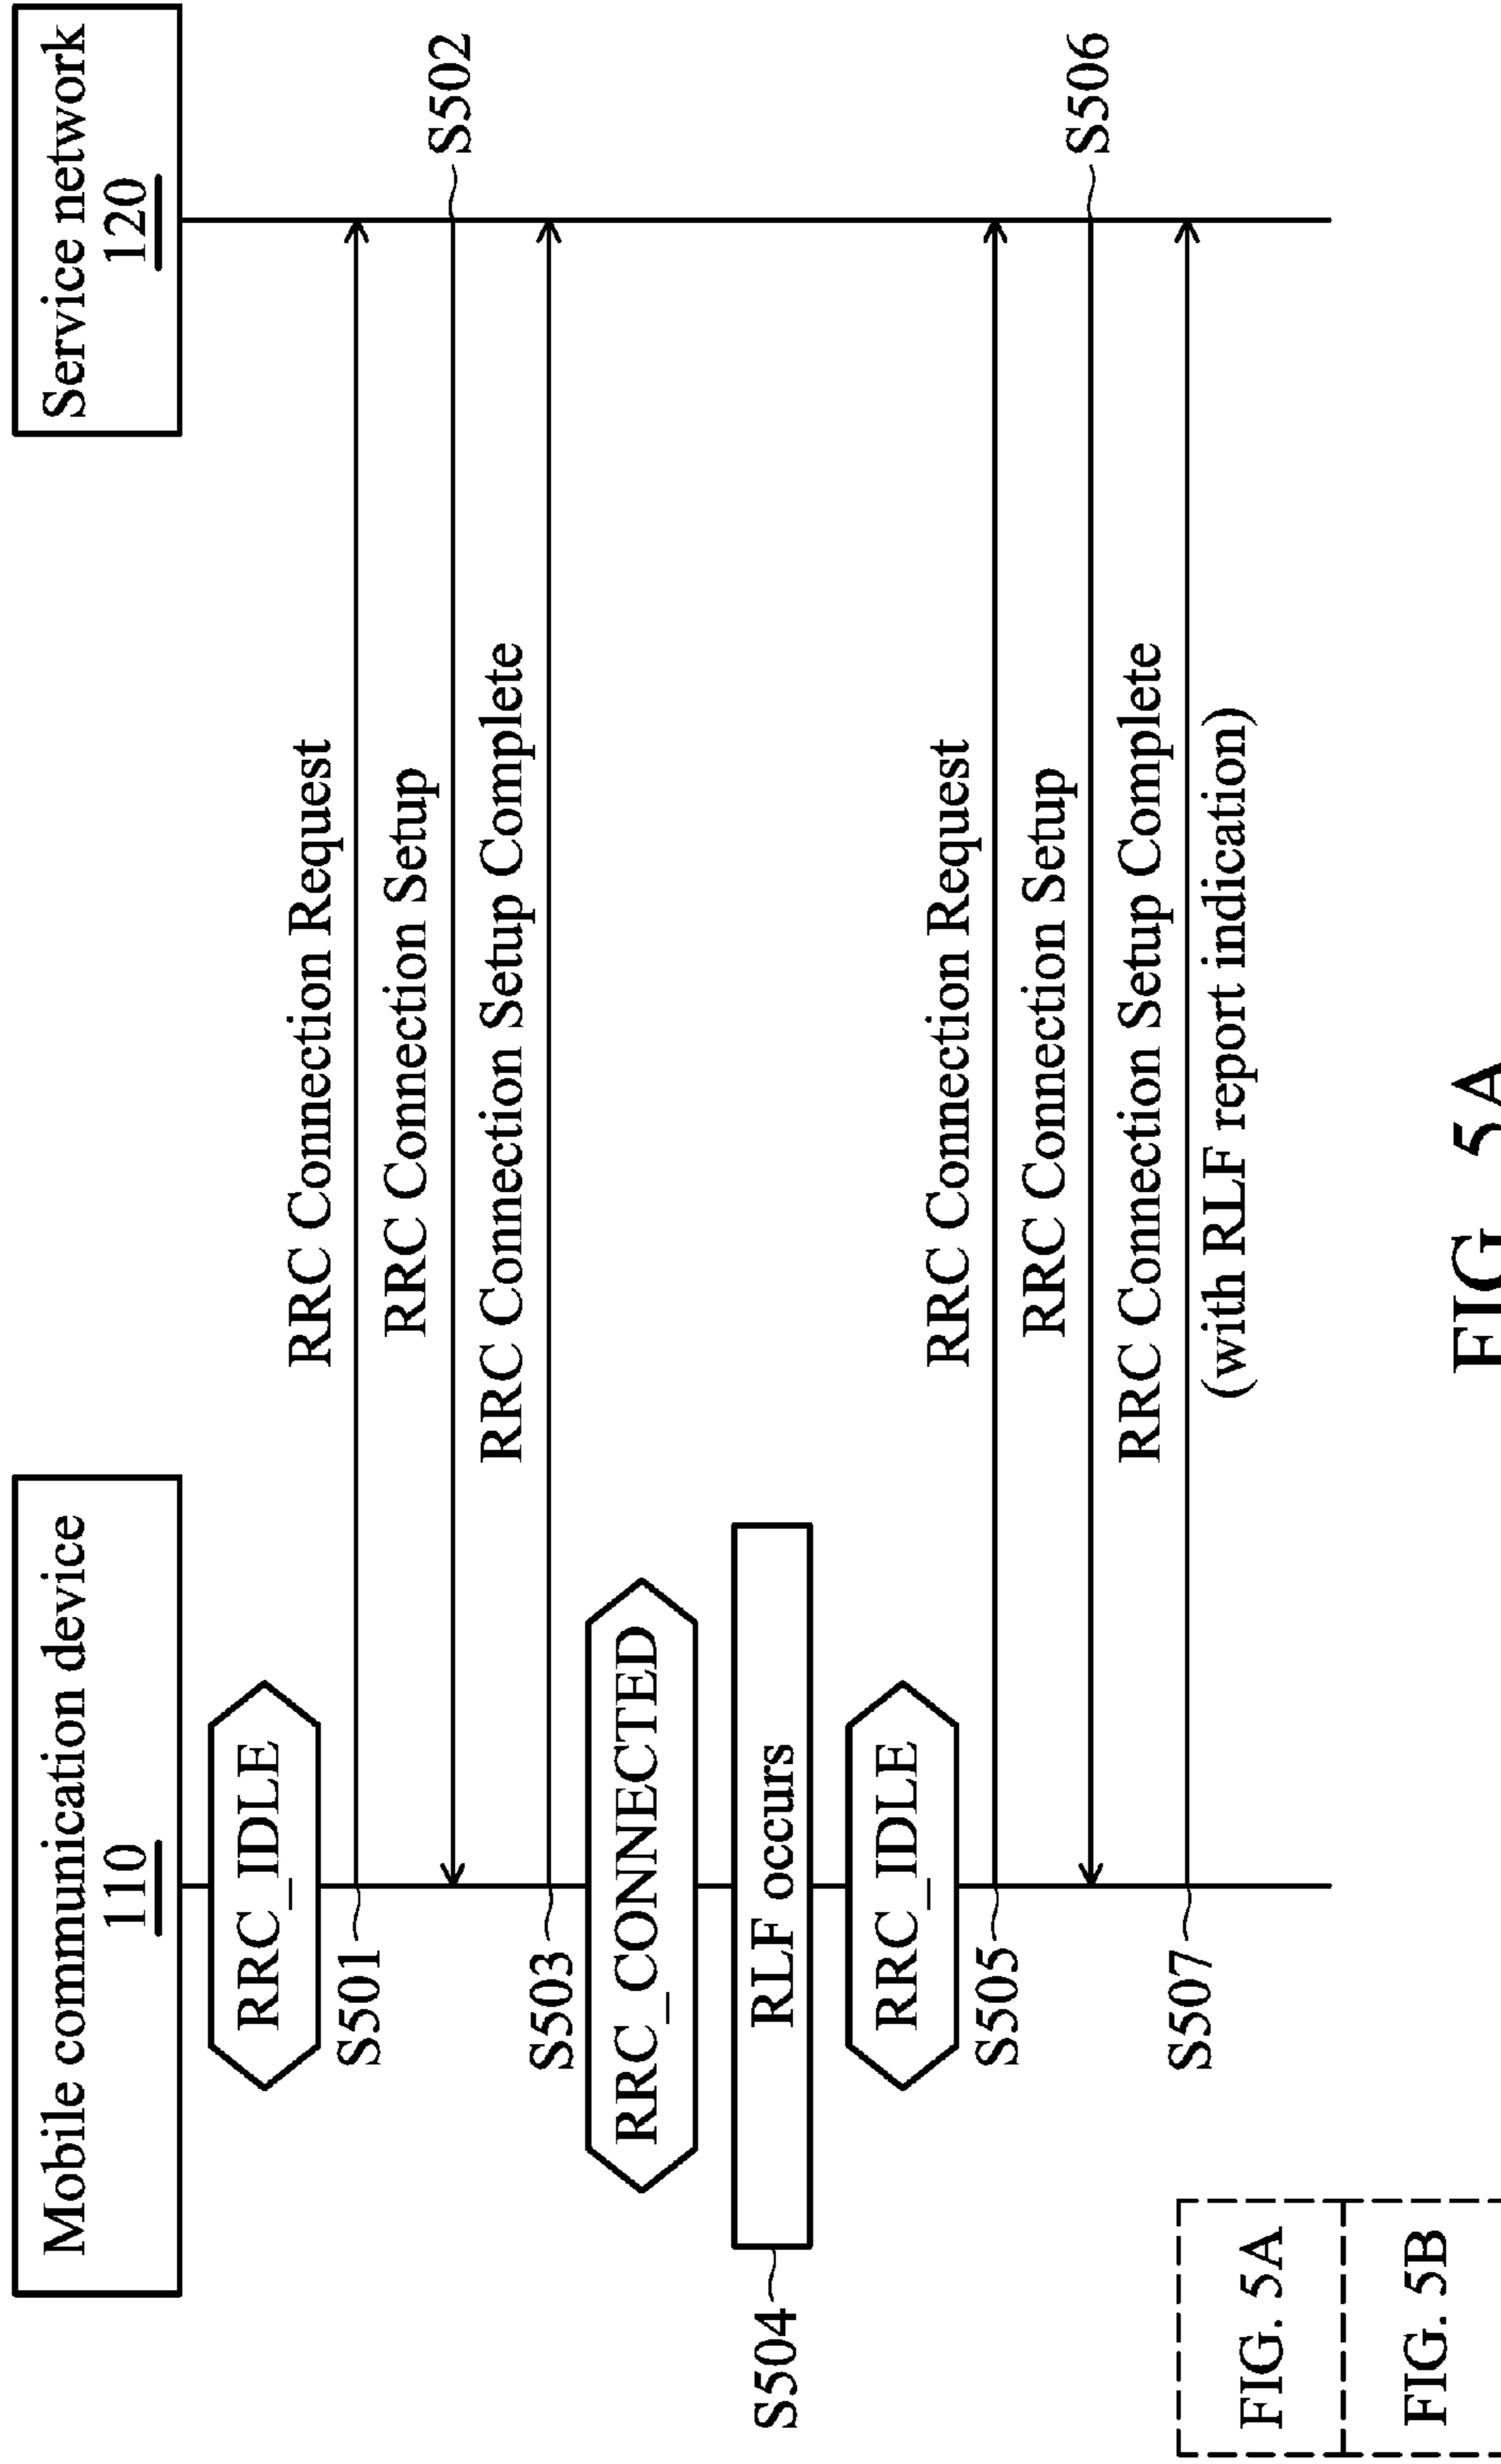 Mobile communication device
110
Service network
120
RRC_IDLE
RRC Connection Request
S501
RRC Connection Setup
S502
RRC Connection Setup Complete
S503
RRC_CONNECTED
RLF occurs
S504
RRC_IDLE
RRC Connection Request
S505
RRC Connection Setup
S506
RRC Connection Setup Complete
(with RLF report indication)
S507
FIG. 5A
FIG. 5B
FIG. 5A